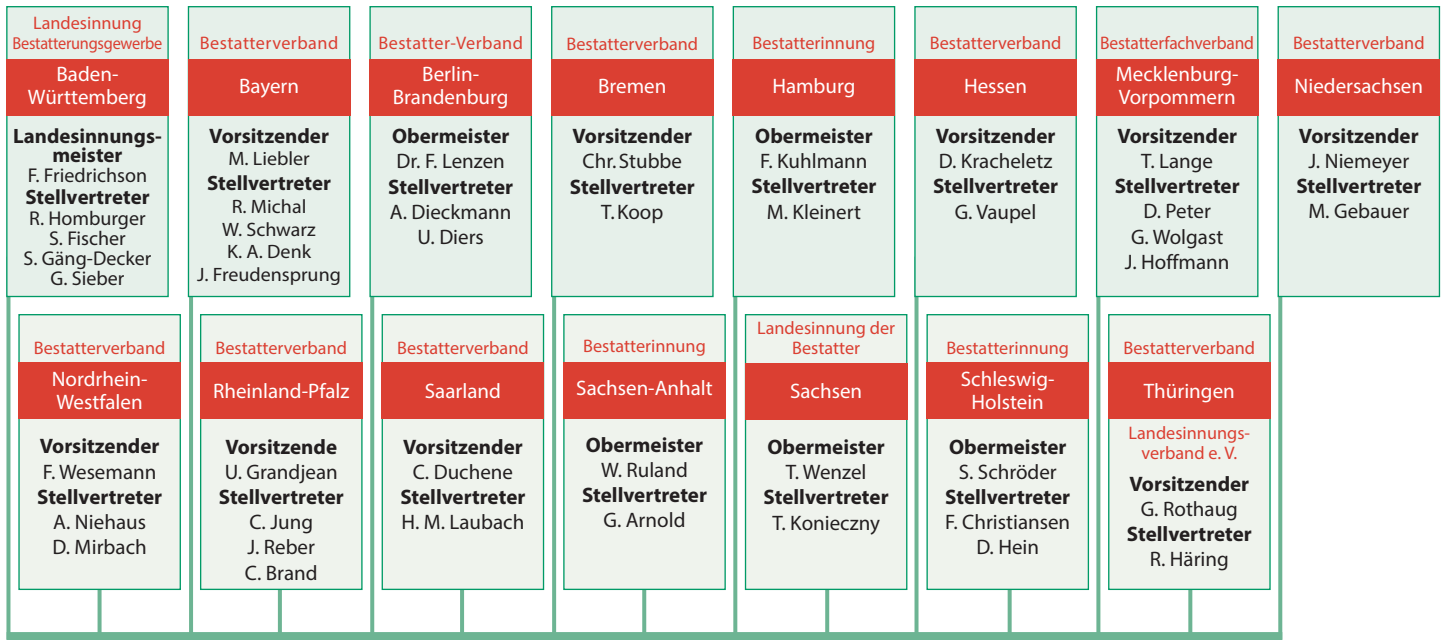 Landesinnung
Bestatterungsgewerbe
Baden-
Württemberg
Landesinnungs-
meister
F. Friedrichson
Stellvertreter
R. Homburger
S. Fischer
S. Gäng-Decker
G. Sieber
Bestatterverband
Bayern
Vorsitzender
M. Liebler
Stellvertreter
R. Michal
W. Schwarz
K. A. Denk
J. Freudensprung
Bestatter-Verband
Berlin-
Brandenburg
Obermeister
Dr. F. Lenzen
Stellvertreter
A. Dieckmann
U. Diers
Bestatterverband
Bremen
Vorsitzender
Chr. Stubbe
Stellvertreter
T. Koop
Bestatterinnung
Hamburg
Obermeister
F. Kuhlmann
Stellvertreter
M. Kleinert
Bestatterverband
Hessen
Vorsitzender
D. Kracheletz
Stellvertreter
G. Vaupel
Bestatterfachverband
Mecklenburg-
Vorpommern
Vorsitzender
T. Lange
Stellvertreter
D. Peter
G. Wolgast
J. Hoffmann
Bestatterverband
Niedersachsen
Vorsitzender
J. Niemeyer
Stellvertreter
M. Gebauer
Bestatterverband
Nordrhein-
Westfalen
Vorsitzender
F. Wesemann
Stellvertreter
A. Niehaus
D. Mirbach
Bestatterverband
Rheinland-Pfalz
Vorsitzende
U. Grandjean
Stellvertreter
C. Jung
J. Reber
C. Brand
Bestatterverband
Saarland
Vorsitzender
C. Duchene
Stellvertreter
H. M. Laubach
Bestatterinnung
Sachsen-Anhalt
Obermeister
W. Ruland
Stellvertreter
G. Arnold
Landesinnung der
Bestatter
Sachsen
Obermeister
T. Wenzel
Stellvertreter
T. Konieczny
Bestatterinnung
Schleswig-
Holstein
Obermeister
S. Schröder
Stellvertreter
F. Christiansen
D. Hein
Bestatterverband
Thüringen
Landesinnungs-
verband e. V.
Vorsitzender
G. Rothaug
Stellvertreter
R. Häring